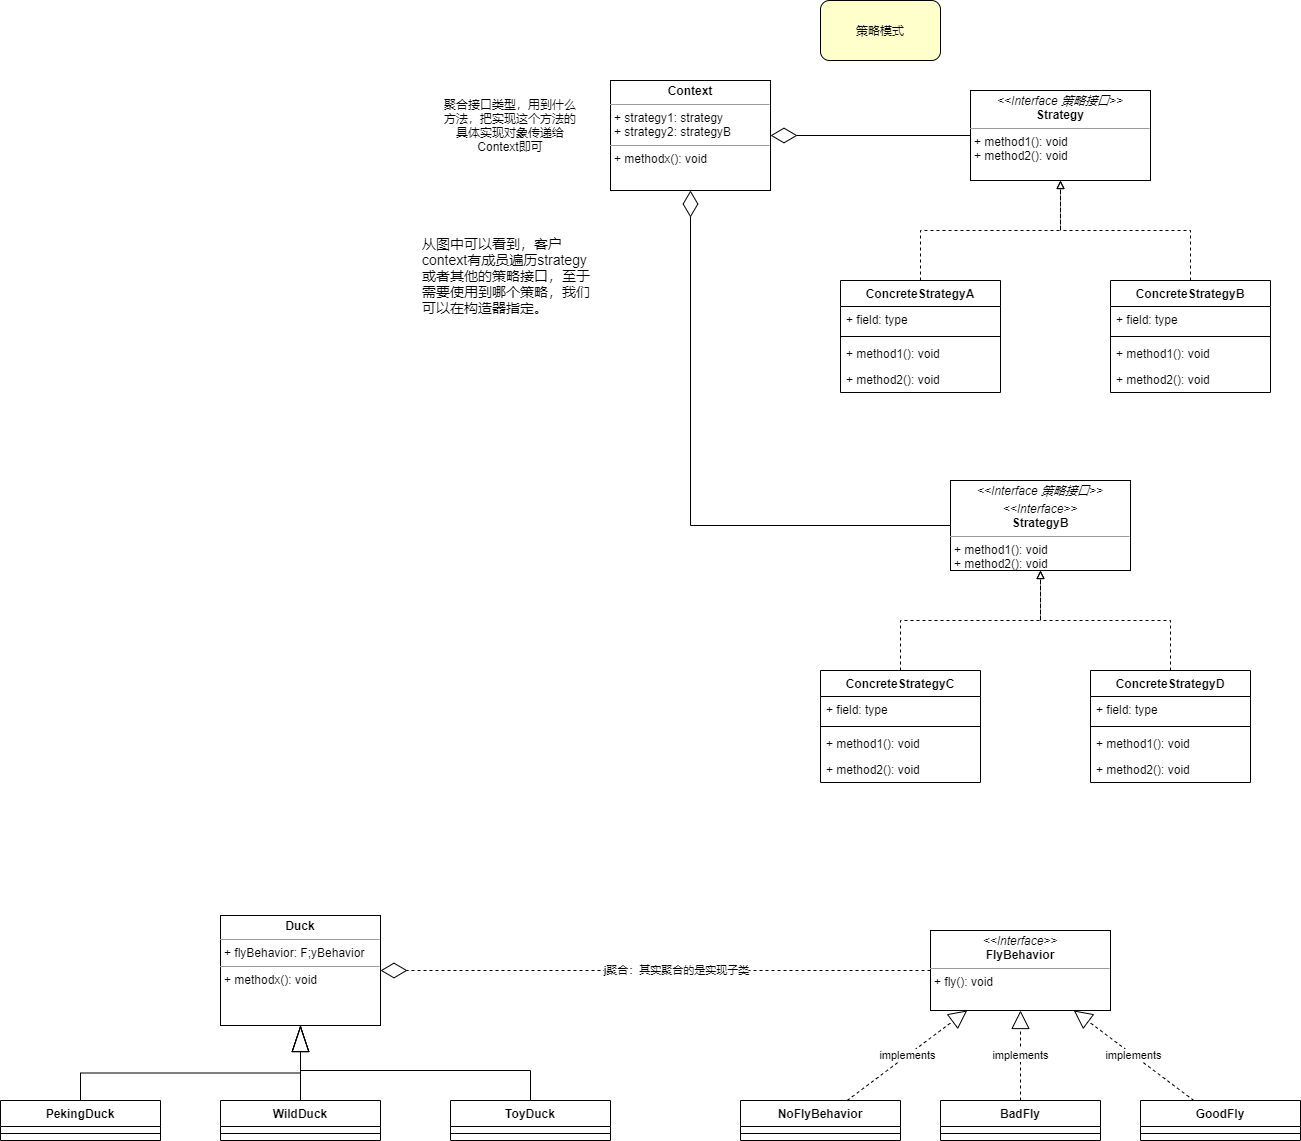 策略模式
聚合接口类型，用到什么
方法，把实现这个方法的
具体实现对象传递给
Context即可
Context
+ strategy1: strategy
+ strategy2: strategyB
+ methodx(): void
<<Interface 策略接口>>
Strategy
+ method1(): void
+ method2(): void
从图中可以看到，客户
context有成员遍历strategy
或者其他的策略接口，至于
需要使用到哪个策略，我们
可以在构造器指定。
ConcreteStrategyA
+ field: type
+ method1(): void
+ method2(): void
ConcreteStrategyB
+ field: type
+ method1(): void
+ method2(): void
<<Interface 策略接口>>
<<Interface>>
StrategyB
+ method1(): void
+ method2(): void
ConcreteStrategyC
+ field: type
+ method1(): void
+ method2(): void
ConcreteStrategyD
+ field: type
+ method1(): void
+ method2(): void
Duck
+ flyBehavior: F;yBehavior
+ methodx(): void
j聚合：其实聚合的是实现子类
<<Interface>>
FlyBehavior
+ fly(): void
implements
implements
implements
PekingDuck
WildDuck
ToyDuck
NoFlyBehavior
BadFly
GoodFly